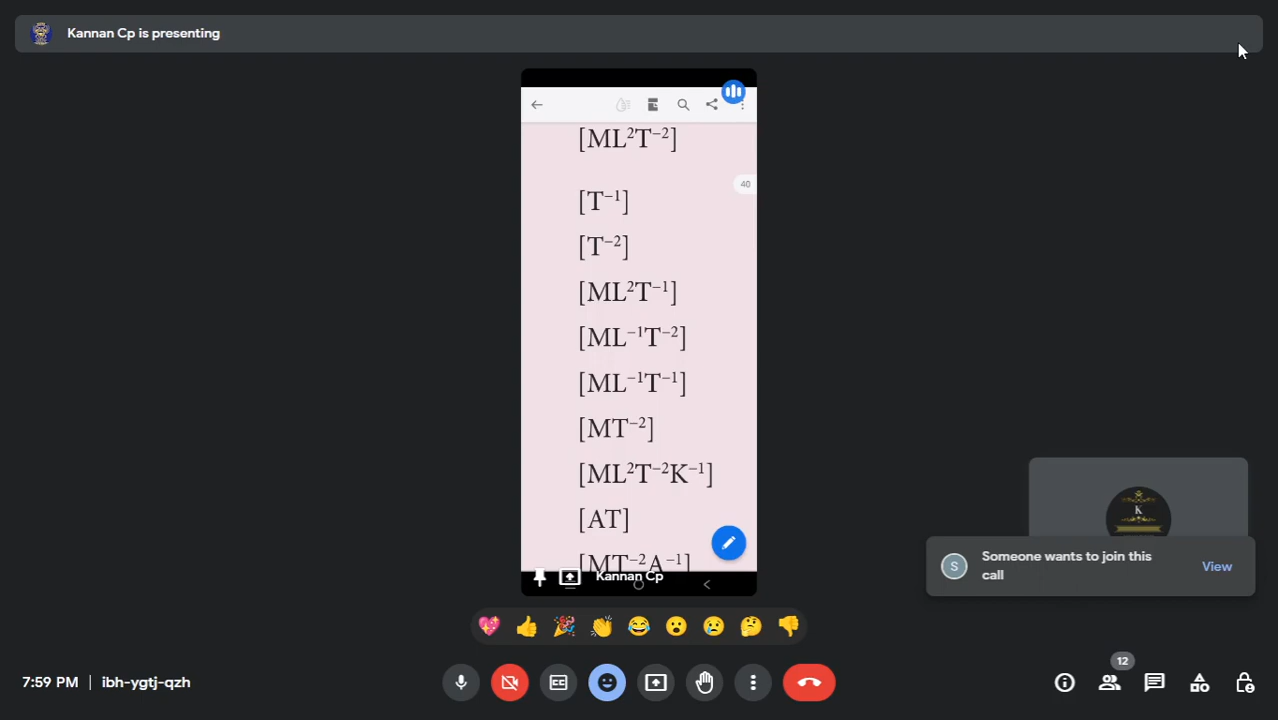 Kannan Cp is presenting
[ML²T⁻²]
40
[T⁻¹]
[T⁻²]
[ML²T⁻¹]
[ML⁻¹T⁻²]
[ML⁻¹T⁻¹]
[MT⁻²]
[ML²T⁻²K⁻¹]
[AT]
[MT⁻²A⁻¹]
Kannan Cp
K
S
Someone wants to join this
call
View
12
7:59 PM | ibh-ygtj-qzh